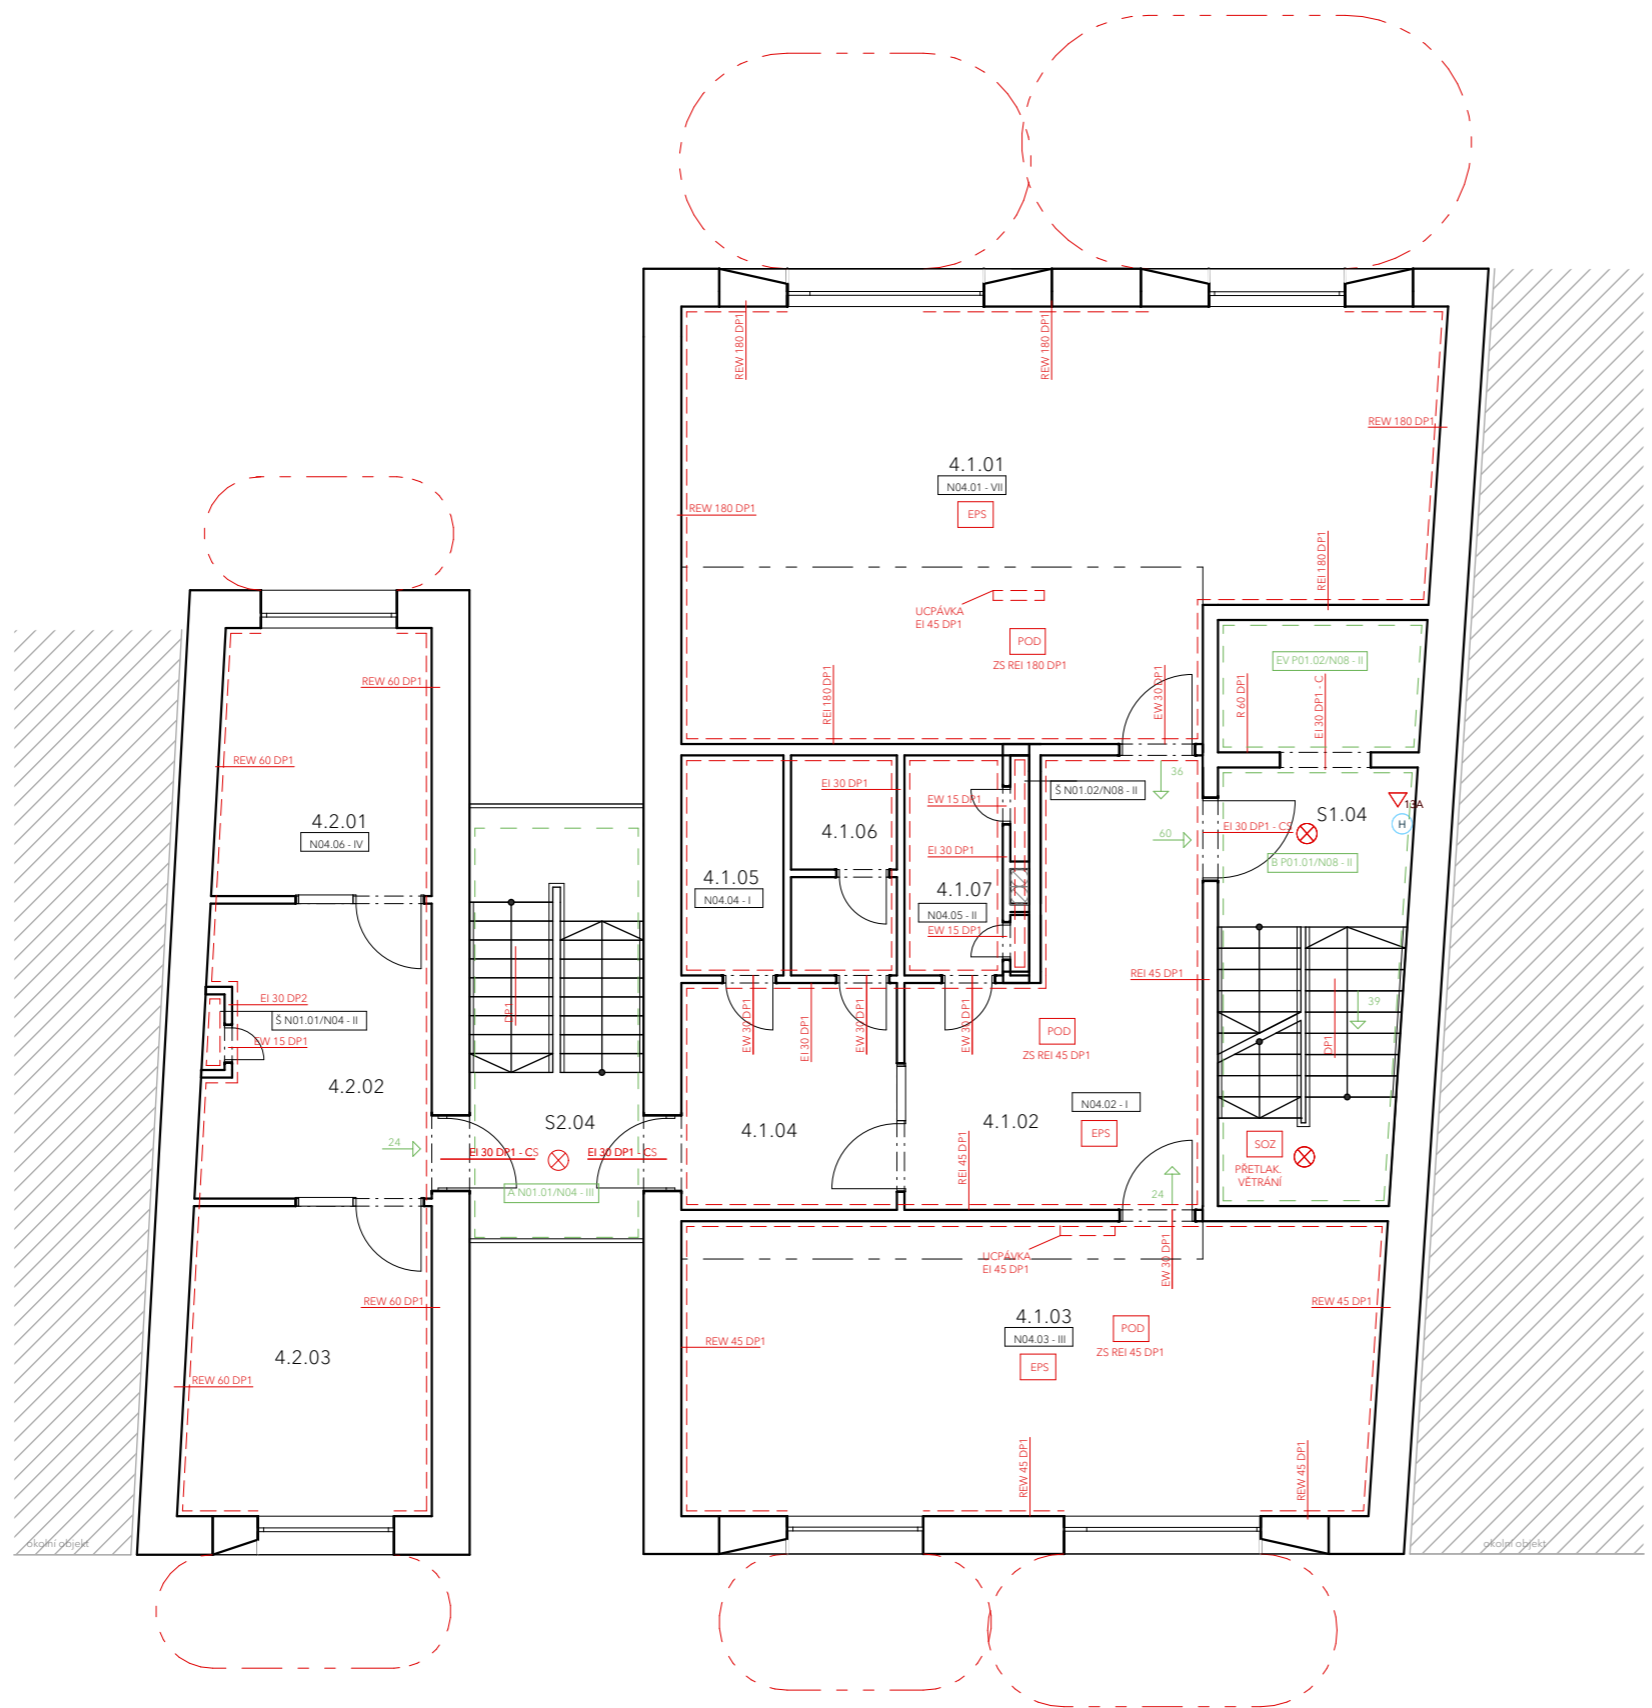 REW 180 DP1
REW 180 DP1
REW 180 DP1
4.1.01
N04.01 - VII
EPS
REW 180 DP1
REI 180 DP1
UCPÁVKA
EI 45 DP1
POD
ZS REI 180 DP1
REI 180 DP1
EW 30 DP1
EV P01.02/N08 - II
R 60 DP1
EI 30 DP1 - C
REW 60 DP1
REW 60 DP1
4.2.01
N04.06 - IV
EI 30 DP1
4.1.06
EW 15 DP1
Š N01.02/N08 - II
36
13A
S1.04
H
EI 30 DP1 - CS
60
B P01.01/N08 - II
EI 30 DP1
4.1.05
N04.04 - I
4.1.07
N04.05 - II
EW 15 DP1
REI 45 DP1
EI 30 DP2
Š N01.01/N04 - II
EW 15 DP1
DP1
EW 30 DP1
EI 30 DP1
EW 30 DP1
EW 30 DP1
POD
ZS REI 45 DP1
39
DP1
4.2.02
S2.04
4.1.04
4.1.02
N04.02 - I
EPS
24
EI 30 DP1 - CS
EI 30 DP1 - CS
A N01.01/N04 - III
REI 45 DP1
24
SOZ
PŘETLAK.
VĚTRÁNÍ
UCPÁVKA
EI 45 DP1
EW 30 DP1
REW 60 DP1
4.2.03
REW 60 DP1
REW 45 DP1
4.1.03
N04.03 - III
EPS
POD
ZS REI 45 DP1
REW 45 DP1
REW 45 DP1
REW 45 DP1
okolní objekt
okolní objekt